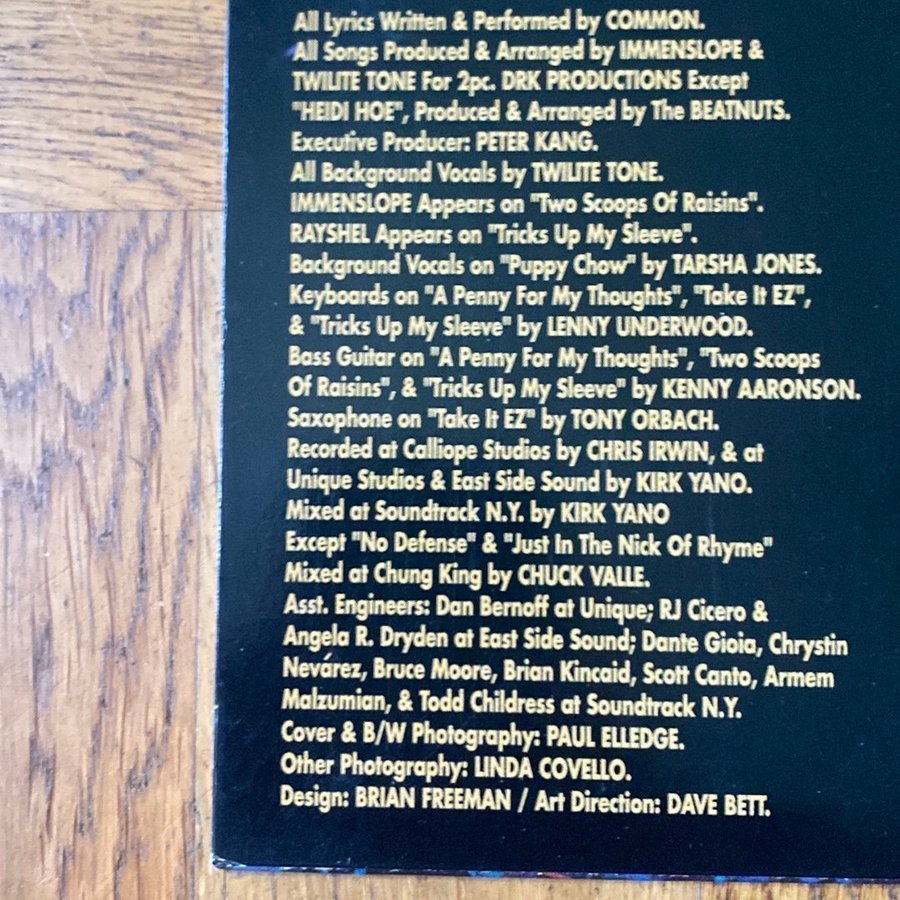 All Lyrics Written & Performed by COMMON.
All Songs Produced & Arranged by IMMENSLOPE &
TWILITE TONE For 2pc. DRK PRODUCTIONS Except
"HEIDI HOE", Produced & Arranged by The BEATNUTS.
Executive Producer: PETER KANG.
All Background Vocals by TWILITE TONE.
IMMENSLOPE Appears on "Two Scoops Of Raisins".
RAYSHEL Appears on "Tricks Up My Sleeve".
Background Vocals on "Puppy Chow" by TARSHA JONES.
Keyboards on "A Penny For My Thoughts", "Take It EZ",
& "Tricks Up My Sleeve" by LENNY UNDERWOOD.
Bass Guitar on "A Penny For My Thoughts", "Two Scoops
Of Raisins", & "Tricks Up My Sleeve" by KENNY AARONSON.
Saxophone on "Take It EZ" by TONY ORBACH.
Recorded at Calliope Studios by CHRIS IRWIN, & at
Unique Studios & East Side Sound by KIRK YANO.
Mixed at Soundtrack N.Y. by KIRK YANO
Except "No Defense" & "Just In The Nick Of Rhyme"
Mixed at Chung King by CHUCK VALLE.
Asst. Engineers: Dan Bernoff at Unique; RJ Cicero &
Angela R. Dryden at East Side Sound; Dante Gioia, Chrystin
Nevárez, Bruce Moore, Brian Kincaid, Scott Canto, Armem
Malzumian, & Todd Childress at Soundtrack N.Y.
Cover & B/W Photography: PAUL ELLEDGE.
Other Photography: LINDA COVELLO.
Design: BRIAN FREEMAN / Art Direction: DAVE BETT.